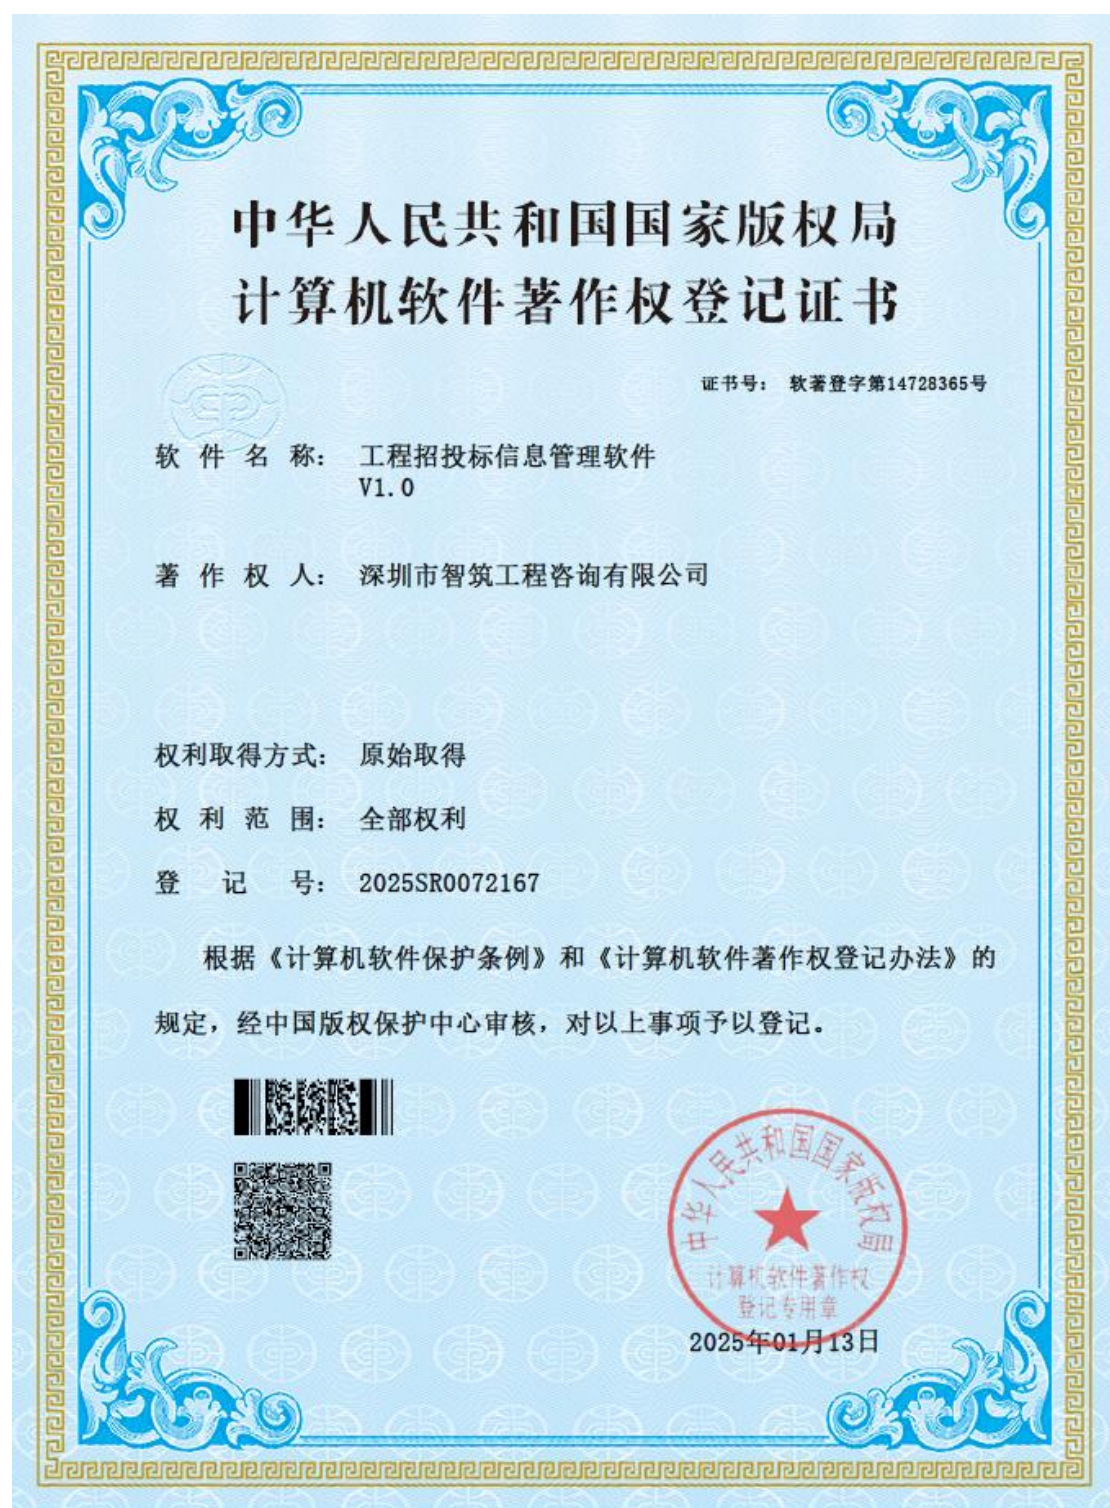 中华人民共和国国家版权局
计算机软件著作权登记证书
证书号： 软著登字第14728365号
软件名称： 工程招投标信息管理软件
V1.0
著作权人： 深圳市智筑工程咨询有限公司
权利取得方式： 原始取得
权利范围： 全部权利
登记号： 2025SR0072167
根据《计算机软件保护条例》和《计算机软件著作权登记办法》的
规定，经中国版权保护中心审核，对以上事项予以登记。
中华人民共和国国家版权局
计算机软件著作权
登记专用章
2025年01月13日